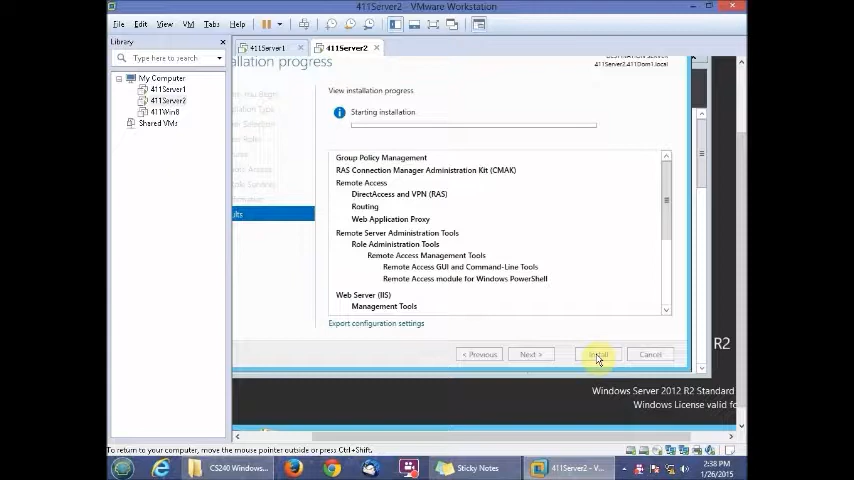 411Server2 - VMware Workstation
File Edit View VM Tabs Help
Library
Type here to search
My Computer
411Server1
411Server2
411Win8
Shared VMs
411Server1
411Server2
allation progress
411Server2.411Dom1.local
View installation progress
Starting installation
Group Policy Management
RAS Connection Manager Administration Kit (CMAK)
Remote Access
DirectAccess and VPN (RAS)
Routing
Web Application Proxy
Remote Server Administration Tools
Role Administration Tools
Remote Access Management Tools
Remote Access GUI and Command-Line Tools
Remote Access module for Windows PowerShell
Web Server (IIS)
Management Tools
Export configuration settings
< Previous
Next >
Install
Cancel
R2
Windows Server 2012 R2 Standard
Windows License valid fo
To return to your computer, move the mouse pointer outside or press Ctrl+Shift.
CS240 Windows...
Sticky Notes
411Server2 - V...
2:38 PM
1/26/2015